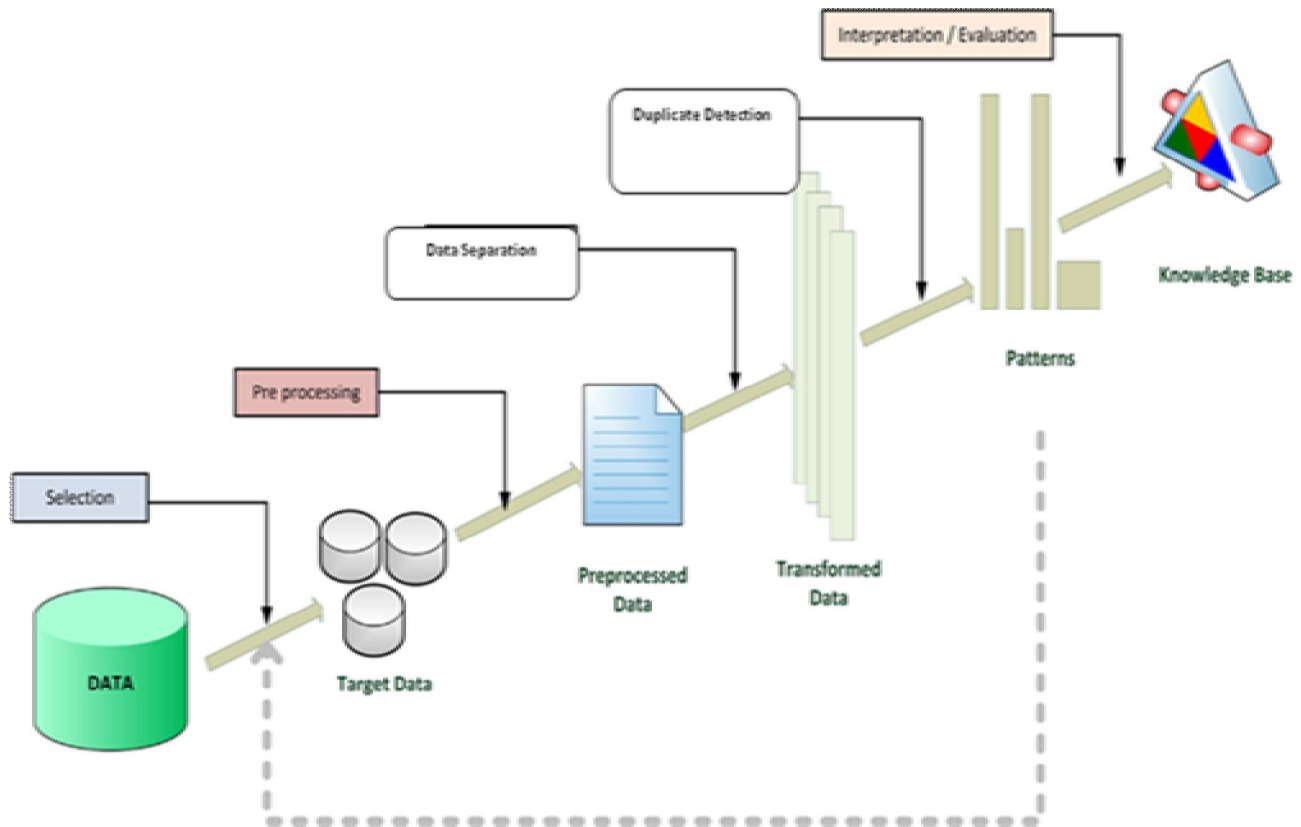 Interpretation / Evaluation
Duplicate Detection
Data Separation
Knowledge Base
Patterns
Pre processing
Selection
Preprocessed
Data
Transformed
Data
DATA
Target Data